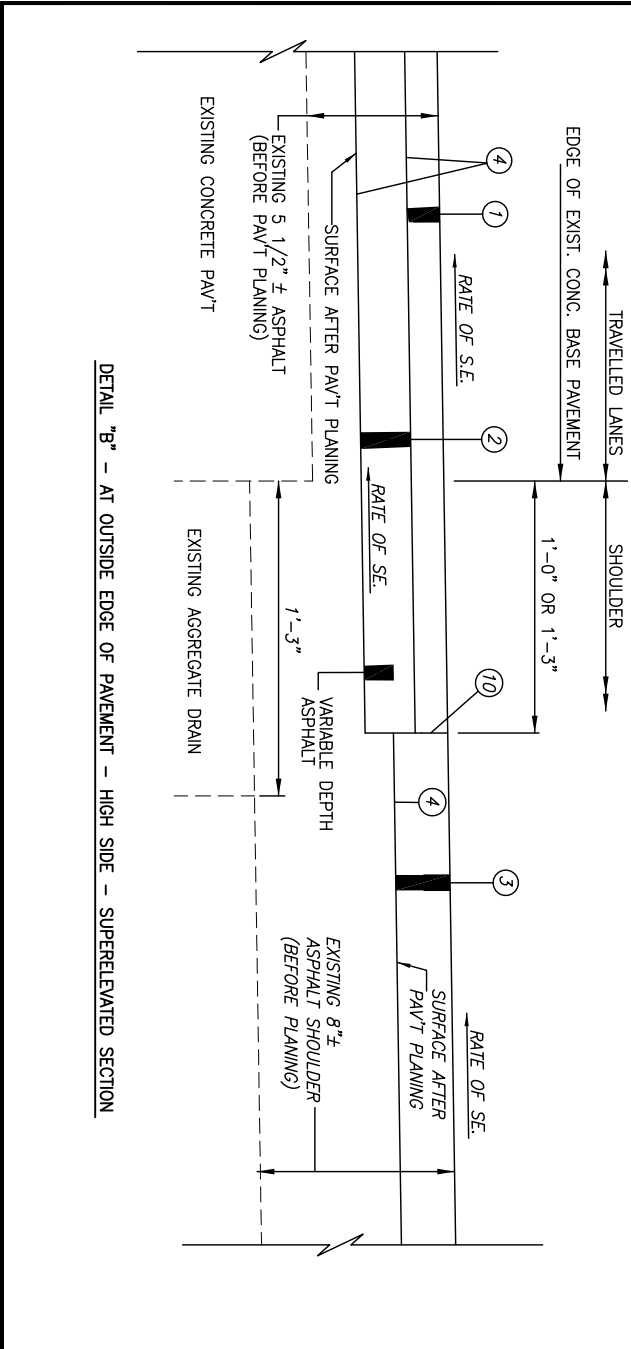 TRAVELLED LANES
SHOULDER
EDGE OF EXIST. CONC. BASE PAVEMENT
1'-0" OR 1'-3"
4
1
2
10
3
RATE OF S.E.
RATE OF SE.
RATE OF SE.
4
SURFACE AFTER
PAV'T PLANING
SURFACE AFTER PAV'T PLANING
VARIABLE DEPTH
ASPHALT
EXISTING 5 1/2" ± ASPHALT
(BEFORE PAV'T PLANING)
1'-3"
EXISTING 8"±
ASPHALT SHOULDER
(BEFORE PLANING)
EXISTING CONCRETE PAV'T
EXISTING AGGREGATE DRAIN
DETAIL "B" - AT OUTSIDE EDGE OF PAVEMENT - HIGH SIDE - SUPERELEVATED SECTION